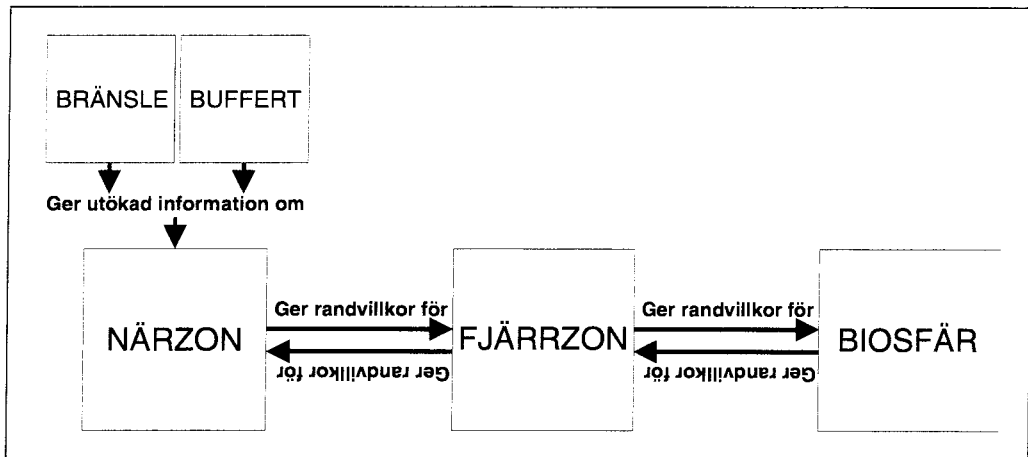 BRÄNSLE
BUFFERT
Ger utökad information om
NÄRZON
Ger randvillkor för
Ger randvillkor för
FJÄRRZON
Ger randvillkor för
Ger randvillkor för
BIOSFÄR